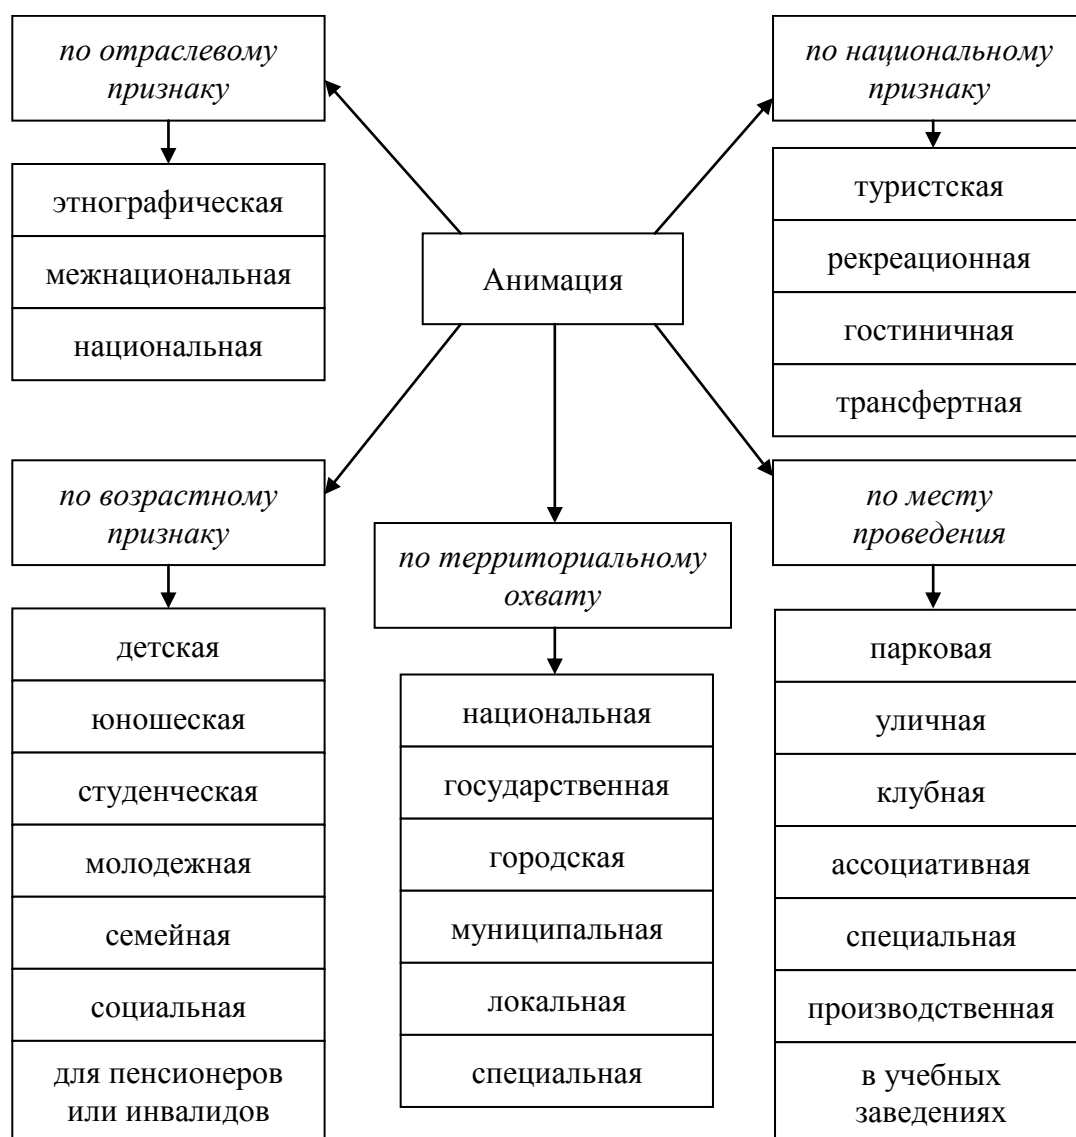 по отраслевому
признаку
этнографическая
межнациональная
национальная
по национальному
признаку
туристская
рекреационная
гостиничная
трансфертная
Анимация
по возрастному
признаку
детская
юношеская
студенческая
молодежная
семейная
социальная
для пенсионеров
или инвалидов
по территориальному
охвату
национальная
государственная
городская
муниципальная
локальная
специальная
по месту
проведения
парковая
уличная
клубная
ассоциативная
специальная
производственная
в учебных
заведениях